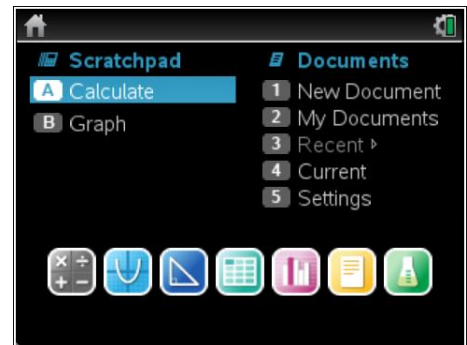 Scratchpad
A Calculate
B Graph
Documents
1 New Document
2 My Documents
3 Recent ▸
4 Current
5 Settings